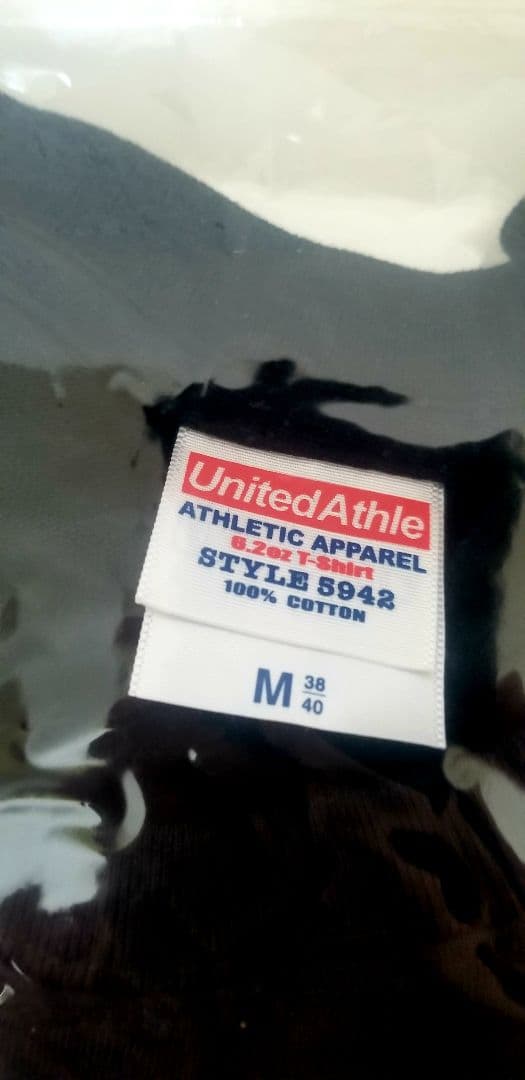 UnitedAthle
ATHLETIC APPAREL
6.2oz T-Shirt
STYLE 5942
100% COTTON
M 38
40